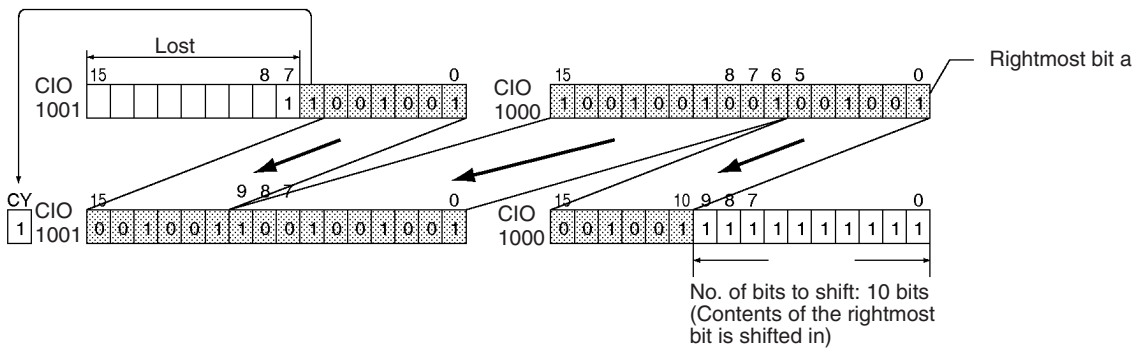 Lost
15 8 7 0
15 8 7 6 5 0
Rightmost bit a
CIO
1001
1 1 0 0 1 0 0 1
CIO
1000
1 0 0 1 0 0 1 0 0 1 0 0 1 0 0 1
15 9 8 7 0
15 10 9 8 7 0
CY
1
CIO
1001
0 0 1 0 0 1 1 0 0 1 0 0 1 0 0 1
CIO
1000
0 0 1 0 0 1 1 1 1 1 1 1 1 1 1 1
No. of bits to shift: 10 bits
(Contents of the rightmost
bit is shifted in)